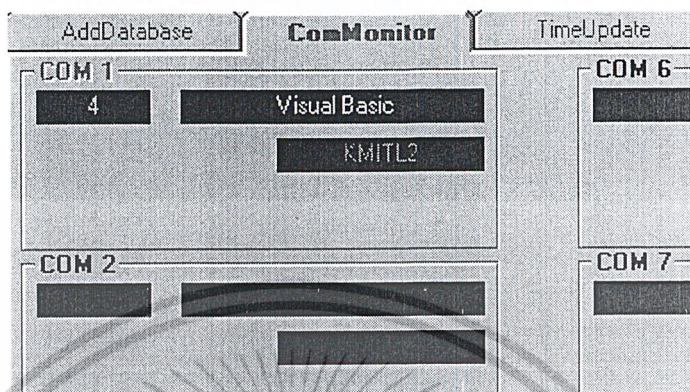 AddDatabase ComMonitor TimeUpdate
COM 1 COM 6
4 Visual Basic
KMITL2
COM 2 COM 7